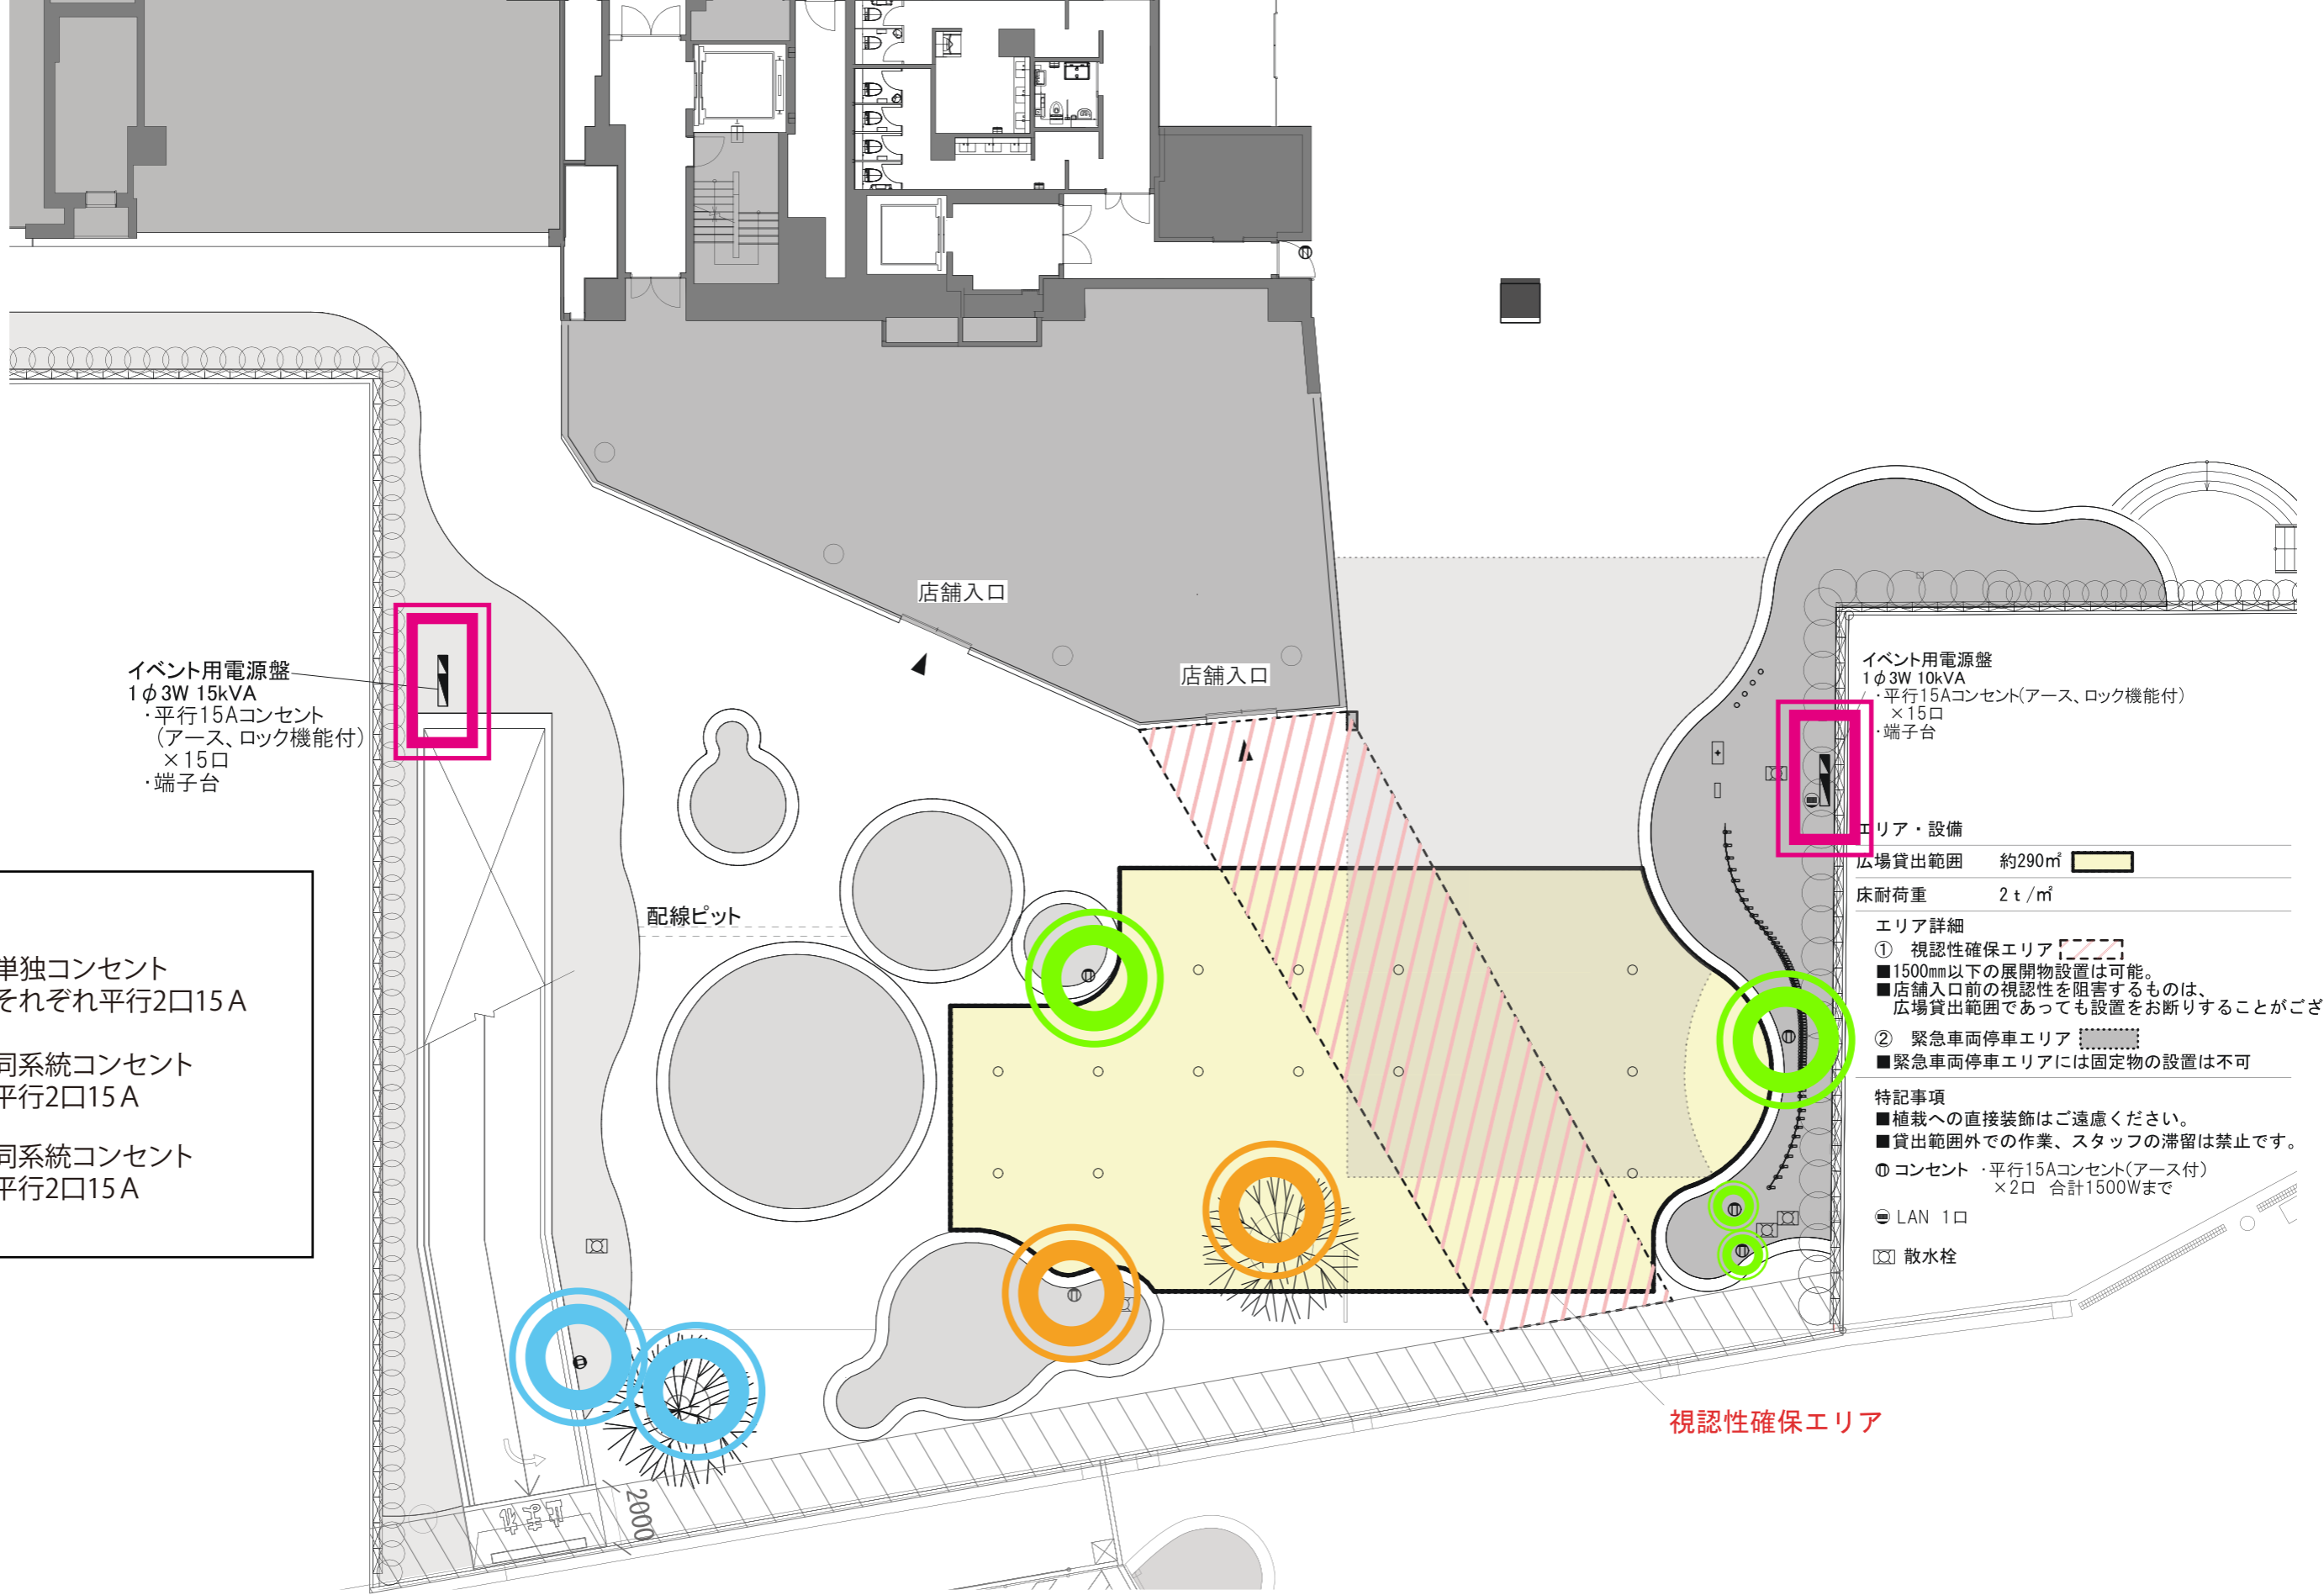 店舗入口
店舗入口
イベント用電源盤
1φ3W 15kVA
・平行15Aコンセント
(アース、ロック機能付)
×15口
・端子台
イベント用電源盤
1φ3W 10kVA
・平行15Aコンセント(アース、ロック機能付)
×15口
・端子台
配線ピット
単独コンセント
それぞれ平行2口15A
同系統コンセント
平行2口15A
同系統コンセント
平行2口15A
エリア・設備
広場貸出範囲 約290㎡
床耐荷重 2t/㎡
エリア詳細
① 視認性確保エリア
■1500㎜以下の展開物設置は可能。
■店舗入口前の視認性を阻害するものは、
広場貸出範囲であっても設置をお断りすることがござ
② 緊急車両停車エリア
■緊急車両停車エリアには固定物の設置は不可
特記事項
■植栽への直接装飾はご遠慮ください。
■貸出範囲外での作業、スタッフの滞留は禁止です。
コンセント ・平行15Aコンセント(アース付)
×2口 合計1500Wまで
LAN 1口
散水栓
視認性確保エリア
2000
止まれ